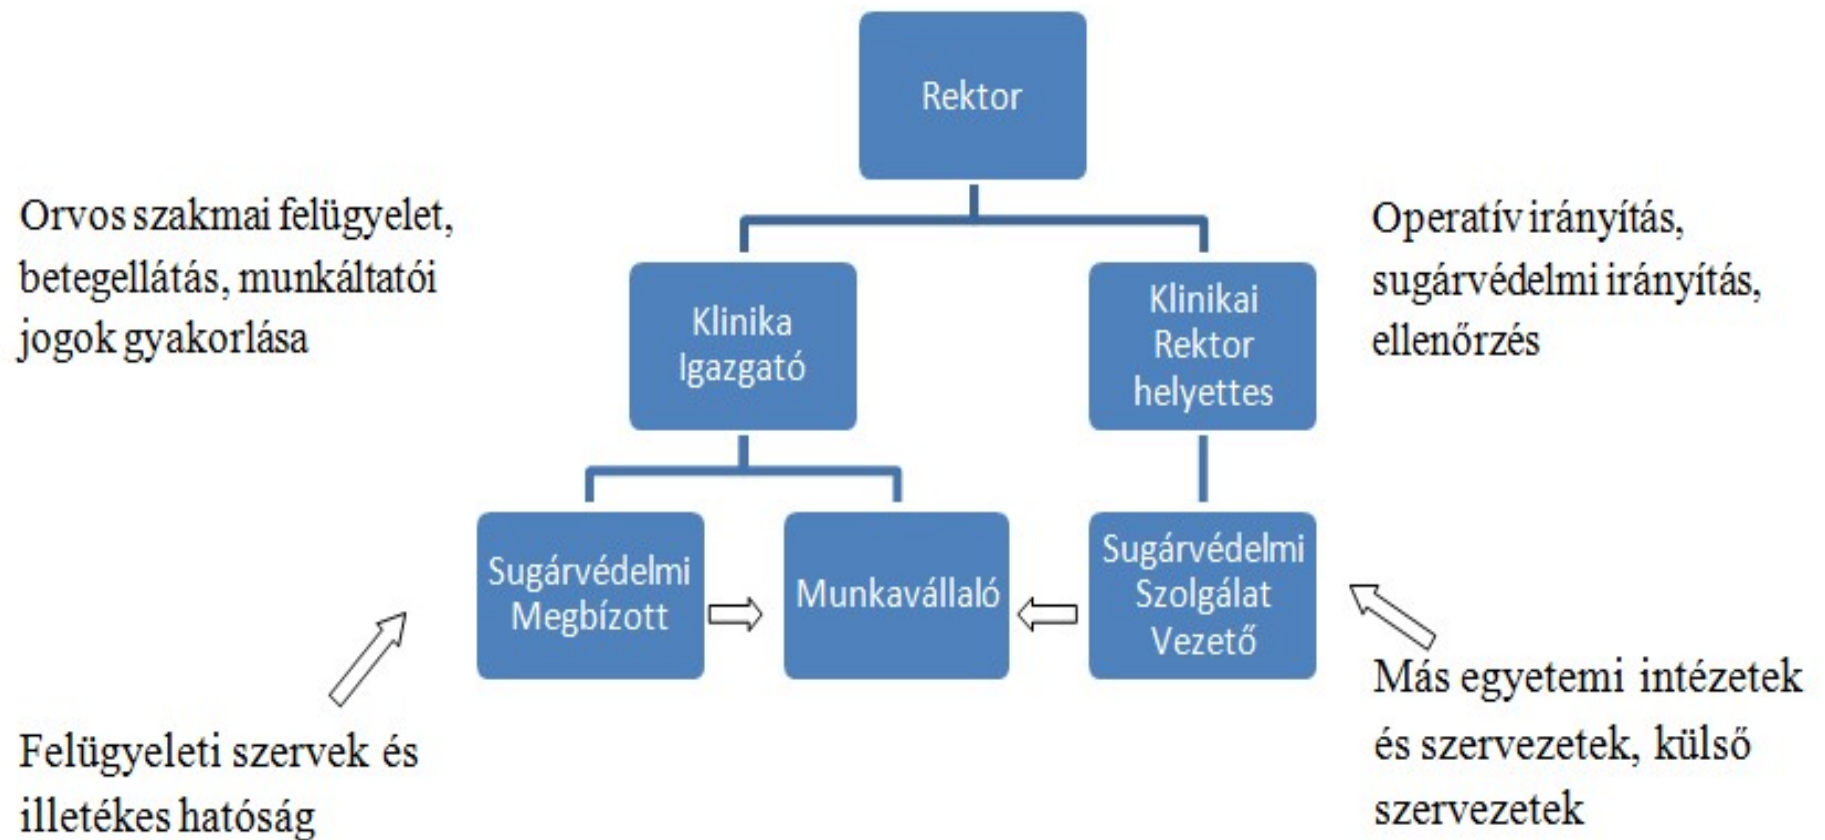 Rektor
Orvos szakmai felügyelet,
betegellátás, munkáltatói
jogok gyakorlása
Klinika
Igazgató
Klinikai
Rektor
helyettes
Operatív irányítás,
sugárvédelmi irányítás,
ellenőrzés
Sugárvédelmi
Megbízott
Munkavállaló
Sugárvédelmi
Szolgálat
Vezető
Felügyeleti szervek és
illetékes hatóság
Más egyetemi intézetek
és szervezetek, külső
szervezetek